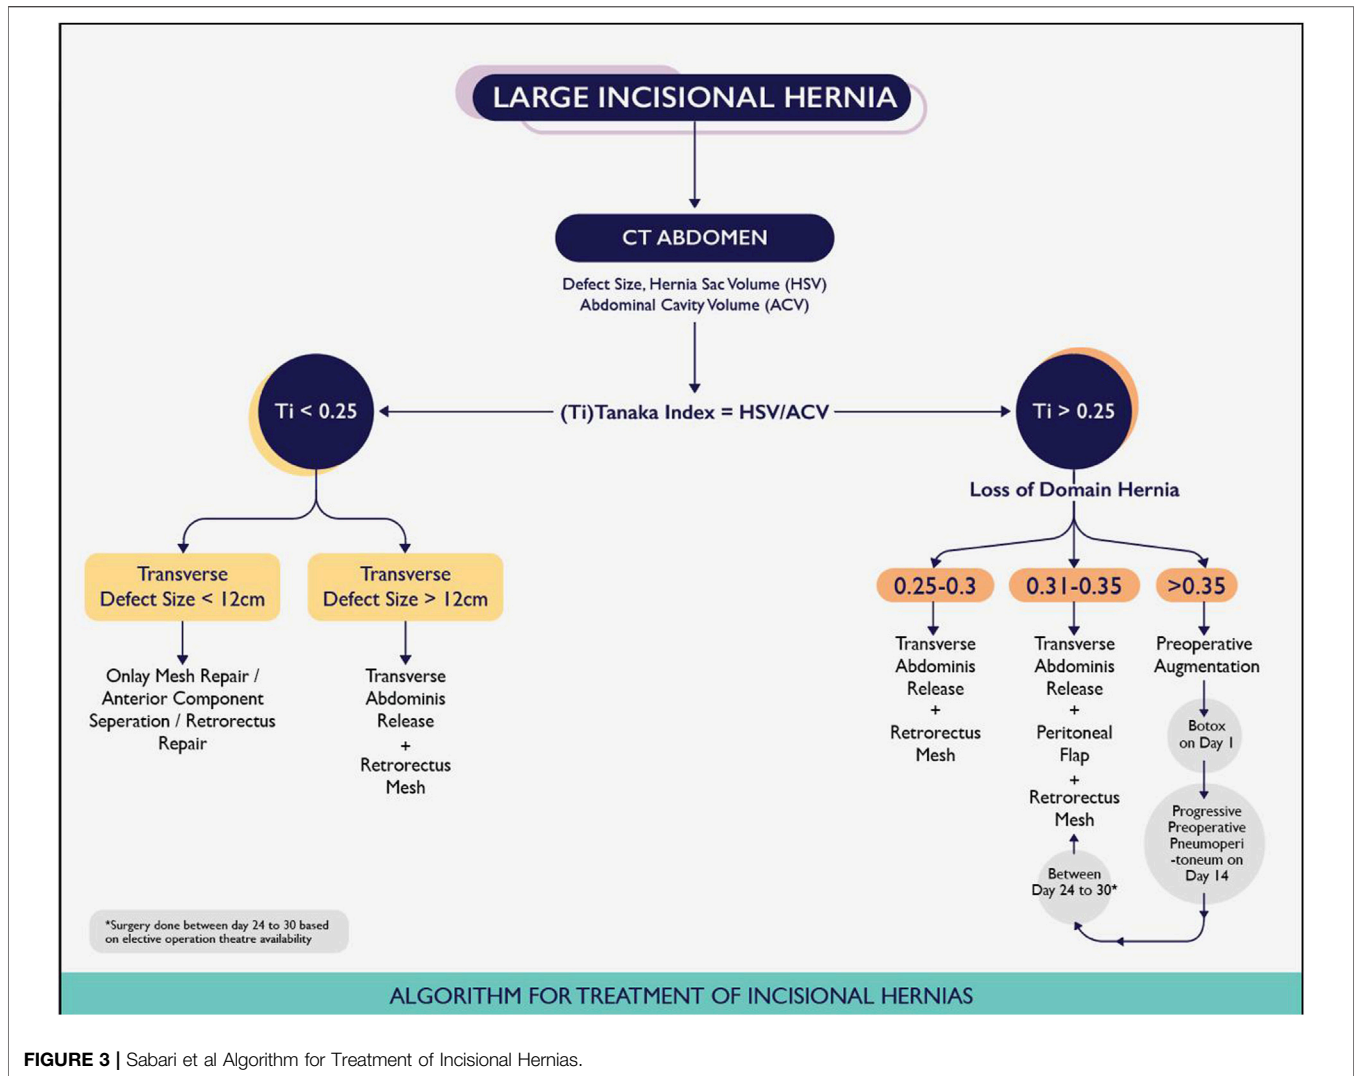 LARGE INCISIONAL HERNIA
CT ABDOMEN
Defect Size, Hernia Sac Volume (HSV)
Abdominal Cavity Volume (ACV)
Ti < 0.25
(Ti)Tanaka Index = HSV/ACV
Ti > 0.25
Loss of Domain Hernia
Transverse
Defect Size < 12cm
Transverse
Defect Size > 12cm
0.25-0.3
0.31-0.35
>0.35
Onlay Mesh Repair /
Anterior Component
Seperation / Retrorectus
Repair
Transverse
Abdominis
Release
+
Retrorectus
Mesh
Transverse
Abdominis
Release
+
Retrorectus
Mesh
Transverse
Abdominis
Release
+
Peritoneal
Flap
+
Retrorectus
Mesh
Preoperative
Augmentation
Botox
on Day 1
Progressive
Preoperative
Pneumoperi
-toneum on
Day 14
Between
Day 24 to 30*
*Surgery done between day 24 to 30 based
on elective operation theatre availability
ALGORITHM FOR TREATMENT OF INCISIONAL HERNIAS
FIGURE 3 | Sabari et al Algorithm for Treatment of Incisional Hernias.